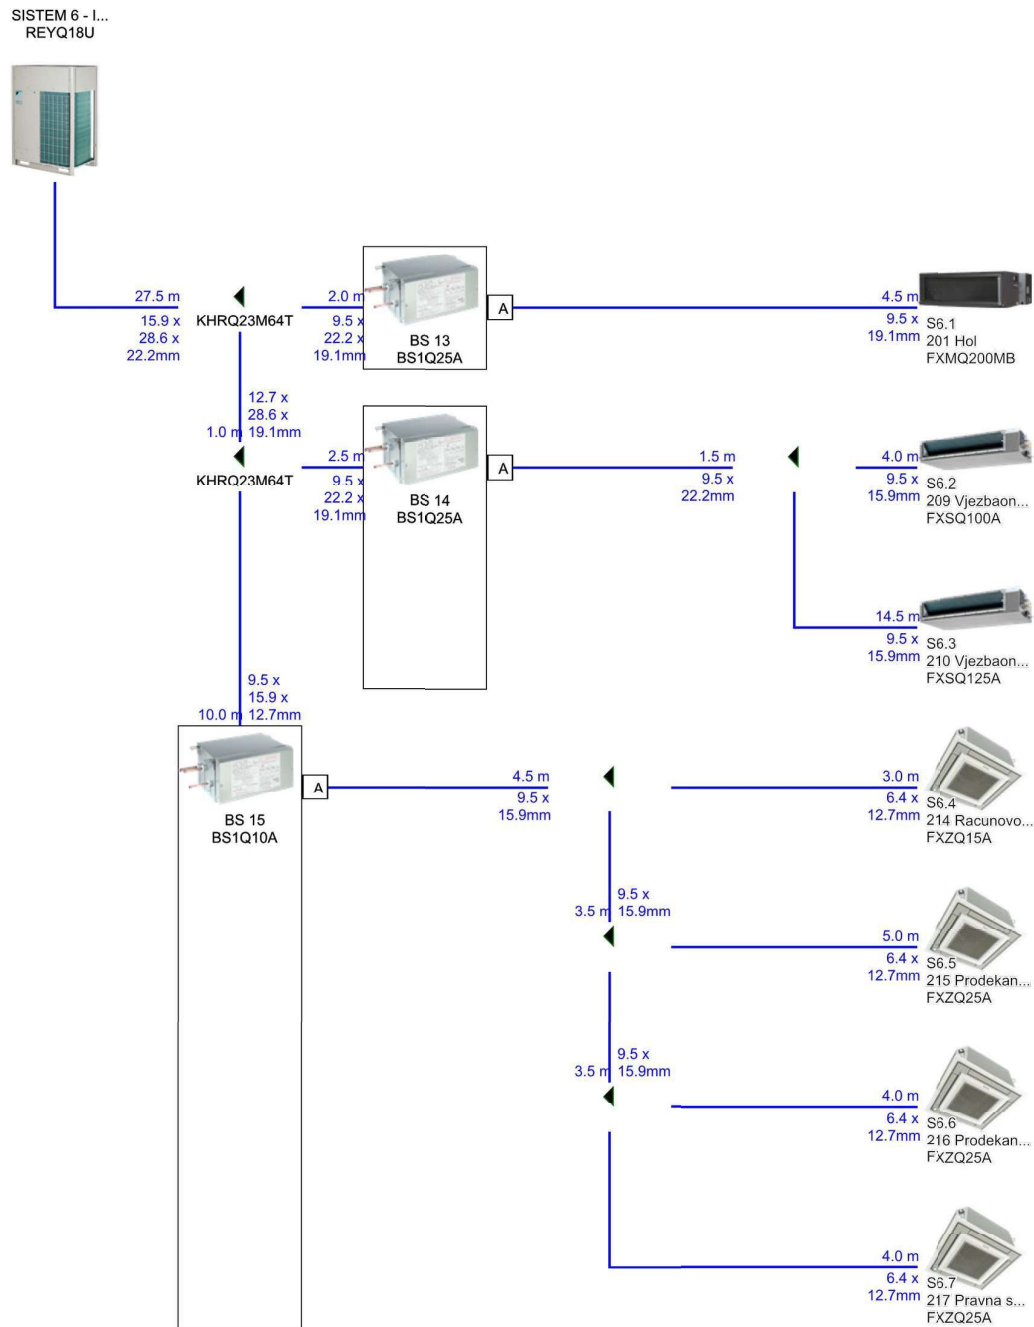 SISTEM 6 - I...
REYQ18U
27.5 m
15.9 x
28.6 x
22.2mm
KHRQ23M64T
2.0 m
9.5 x
22.2 x
19.1mm
BS 13
BS1Q25A
A
4.5 m
9.5 x
19.1mm
S6.1
201 Hol
FXMQ200MB
12.7 x
28.6 x
1.0 m 19.1mm
KHRQ23M64T
2.5 m
9.5 x
22.2 x
19.1mm
BS 14
BS1Q25A
A
1.5 m
9.5 x
22.2mm
4.0 m
9.5 x
15.9mm
S6.2
209 Vjezbaon...
FXSQ100A
14.5 m
9.5 x
15.9mm
S6.3
210 Vjezbaon...
FXSQ125A
9.5 x
15.9 x
10.0 m 12.7mm
BS 15
BS1Q10A
A
4.5 m
9.5 x
15.9mm
3.0 m
6.4 x
12.7mm
S6.4
214 Racunovo...
FXZQ15A
9.5 x
3.5 m 15.9mm
5.0 m
6.4 x
12.7mm
S6.5
215 Prodekan...
FXZQ25A
9.5 x
3.5 m 15.9mm
4.0 m
6.4 x
12.7mm
S6.6
216 Prodekan...
FXZQ25A
4.0 m
6.4 x
12.7mm
S6.7
217 Pravna s...
FXZQ25A